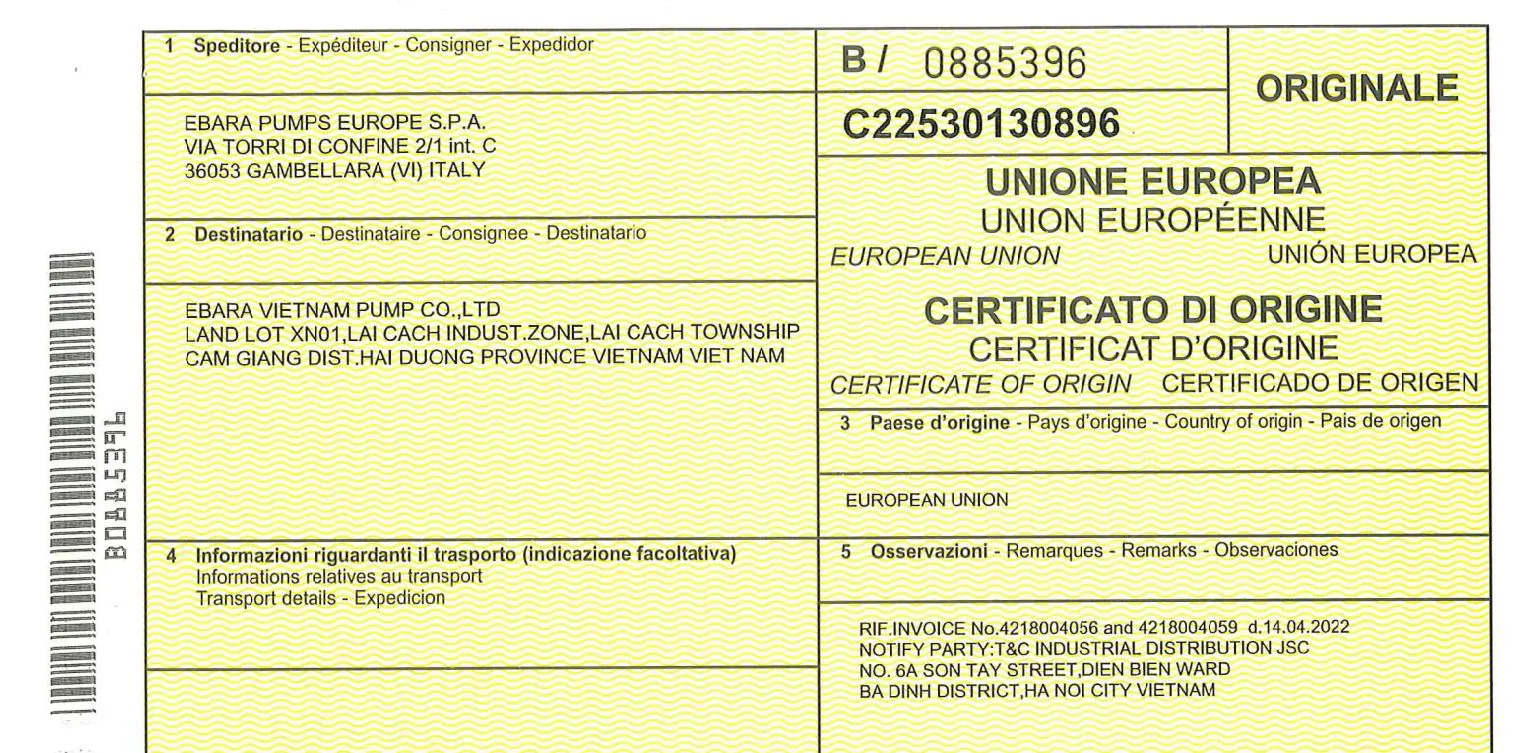 1 Speditore - Expéditeur - Consigner - Expedidor
EBARA PUMPS EUROPE S.P.A.
VIA TORRI DI CONFINE 2/1 int. C
36053 GAMBELLARA (VI) ITALY
B / 0885396
C22530130896
ORIGINALE
UNIONE EUROPEA
UNION EUROPÉENNE
EUROPEAN UNION UNIÓN EUROPEA
CERTIFICATO DI ORIGINE
CERTIFICAT D'ORIGINE
CERTIFICATE OF ORIGIN CERTIFICADO DE ORIGEN
2 Destinatario - Destinataire - Consignee - Destinatario
EBARA VIETNAM PUMP CO.,LTD
LAND LOT XN01,LAI CACH INDUST.ZONE,LAI CACH TOWNSHIP
CAM GIANG DIST.HAI DUONG PROVINCE VIETNAM VIET NAM
3 Paese d'origine - Pays d'origine - Country of origin - Pais de origen
EUROPEAN UNION
4 Informazioni riguardanti il trasporto (indicazione facoltativa)
Informations relatives au transport
Transport details - Expedicion
5 Osservazioni - Remarques - Remarks - Observaciones
RIF.INVOICE No.4218004056 and 4218004059 d.14.04.2022
NOTIFY PARTY:T&C INDUSTRIAL DISTRIBUTION JSC
NO. 6A SON TAY STREET,DIEN BIEN WARD
BA DINH DISTRICT,HA NOI CITY VIETNAM
B0885396